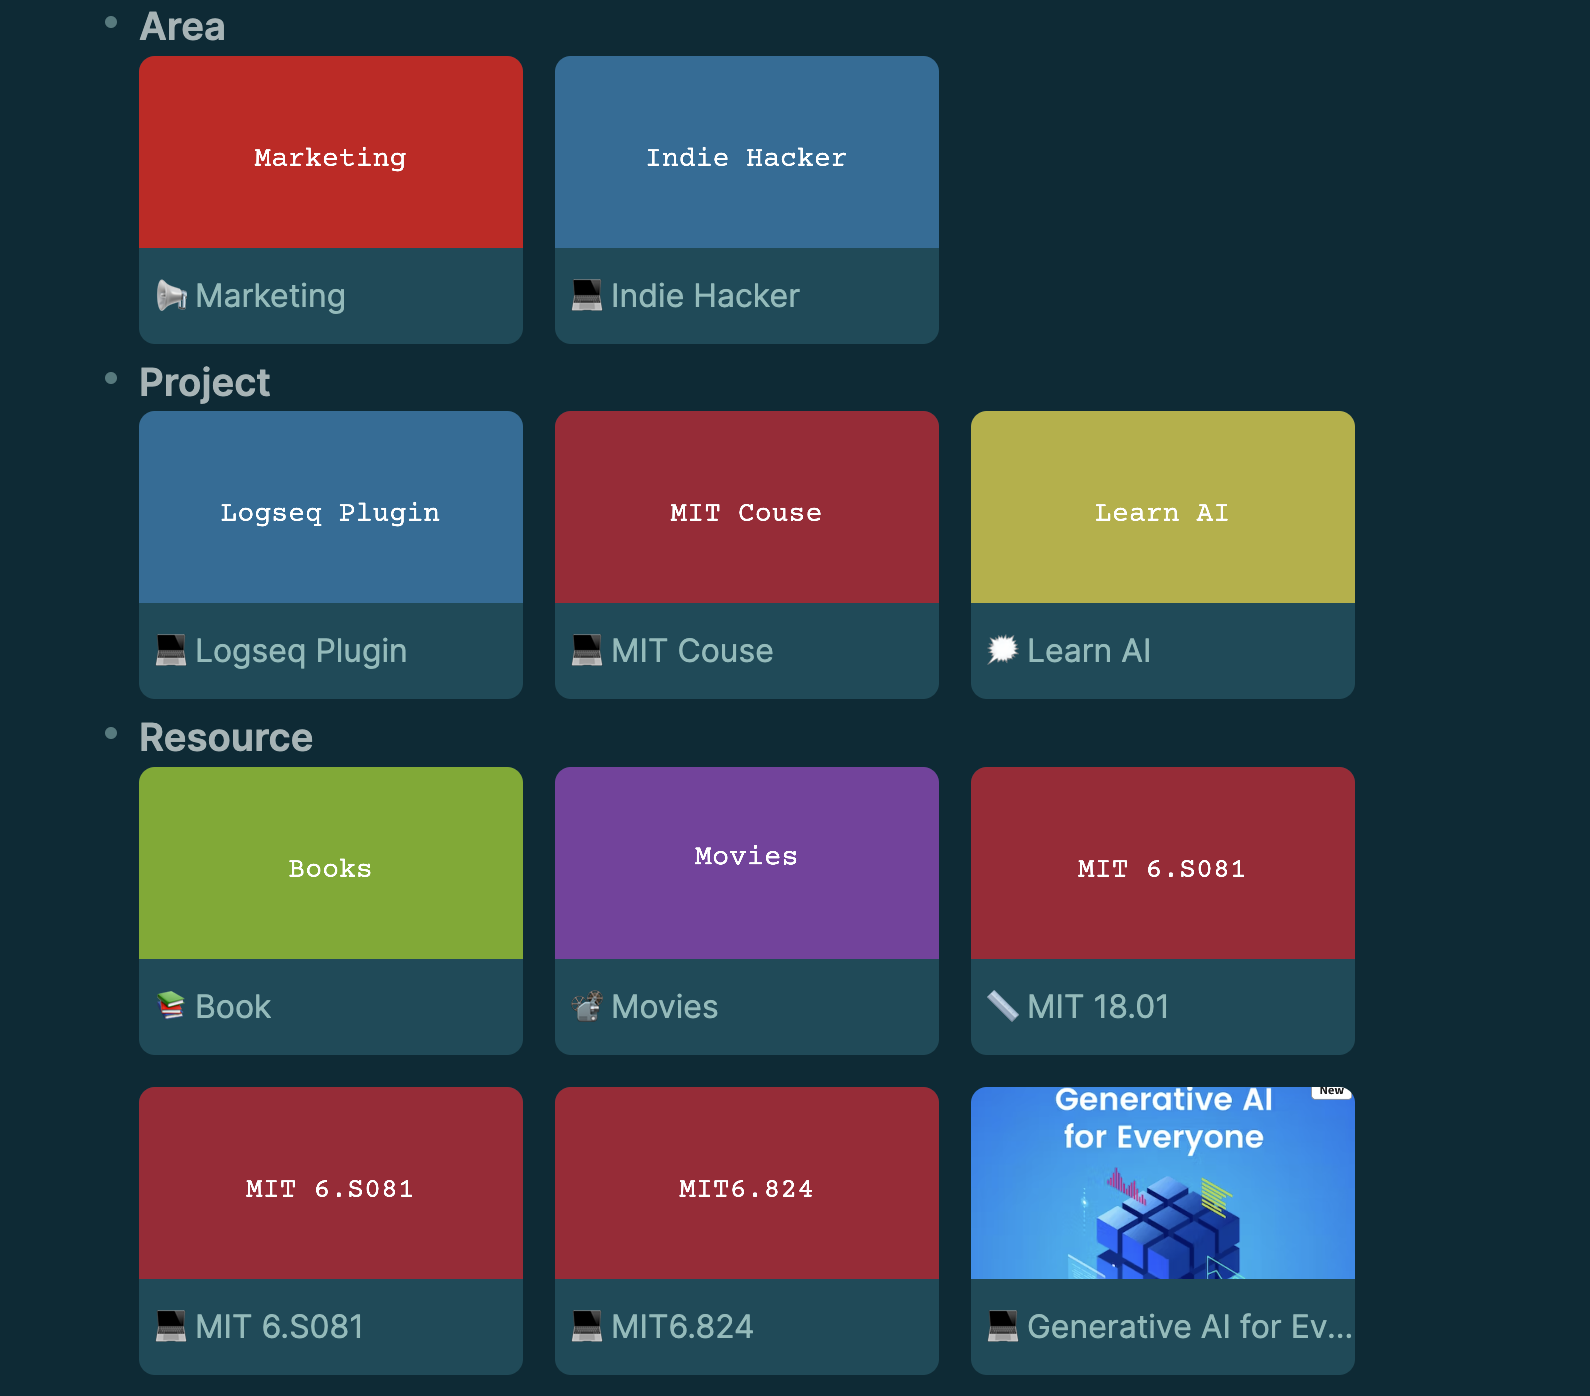 Area
Marketing
Indie Hacker
Marketing
Indie Hacker
Project
Logseq Plugin
MIT Couse
Learn AI
Logseq Plugin
MIT Couse
Learn AI
Resource
Books
Movies
MIT 6.S081
Book
Movies
MIT 18.01
MIT 6.S081
MIT6.824
New
Generative AI
for Everyone
MIT 6.S081
MIT6.824
Generative AI for Ev...